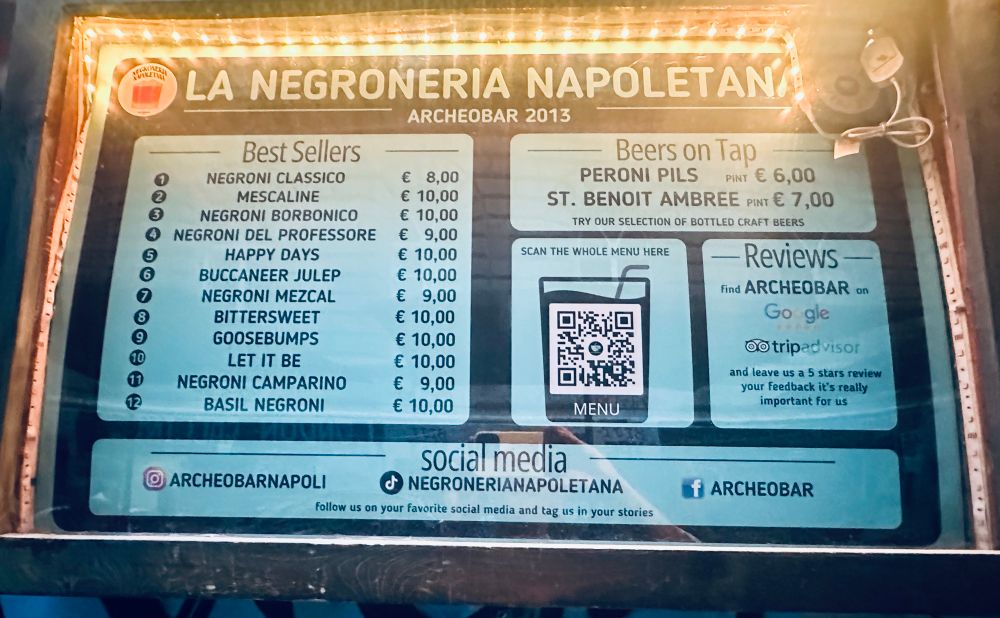 NEGRONERIA
NAPOLETANA
LA NEGRONERIA NAPOLETANA
ARCHEOBAR 2013
Best Sellers
1 NEGRONI CLASSICO € 8,00
2 MESCALINE € 10,00
3 NEGRONI BORBONICO € 10,00
4 NEGRONI DEL PROFESSORE € 9,00
5 HAPPY DAYS € 10,00
6 BUCCANEER JULEP € 10,00
7 NEGRONI MEZCAL € 9,00
8 BITTERSWEET € 10,00
9 GOOSEBUMPS € 10,00
10 LET IT BE € 10,00
11 NEGRONI CAMPARINO € 9,00
12 BASIL NEGRONI € 10,00
Beers on Tap
PERONI PILS PINT € 6,00
ST. BENOIT AMBREE PINT € 7,00
TRY OUR SELECTION OF BOTTLED CRAFT BEERS
SCAN THE WHOLE MENU HERE
MENU
Reviews
find ARCHEOBAR on
Google
tripadvisor
and leave us a 5 stars review
your feedback it's really
important for us
social media
ARCHEOBARNAPOLI
NEGRONERIANAPOLETANA
ARCHEOBAR
follow us on your favorite social media and tag us in your stories